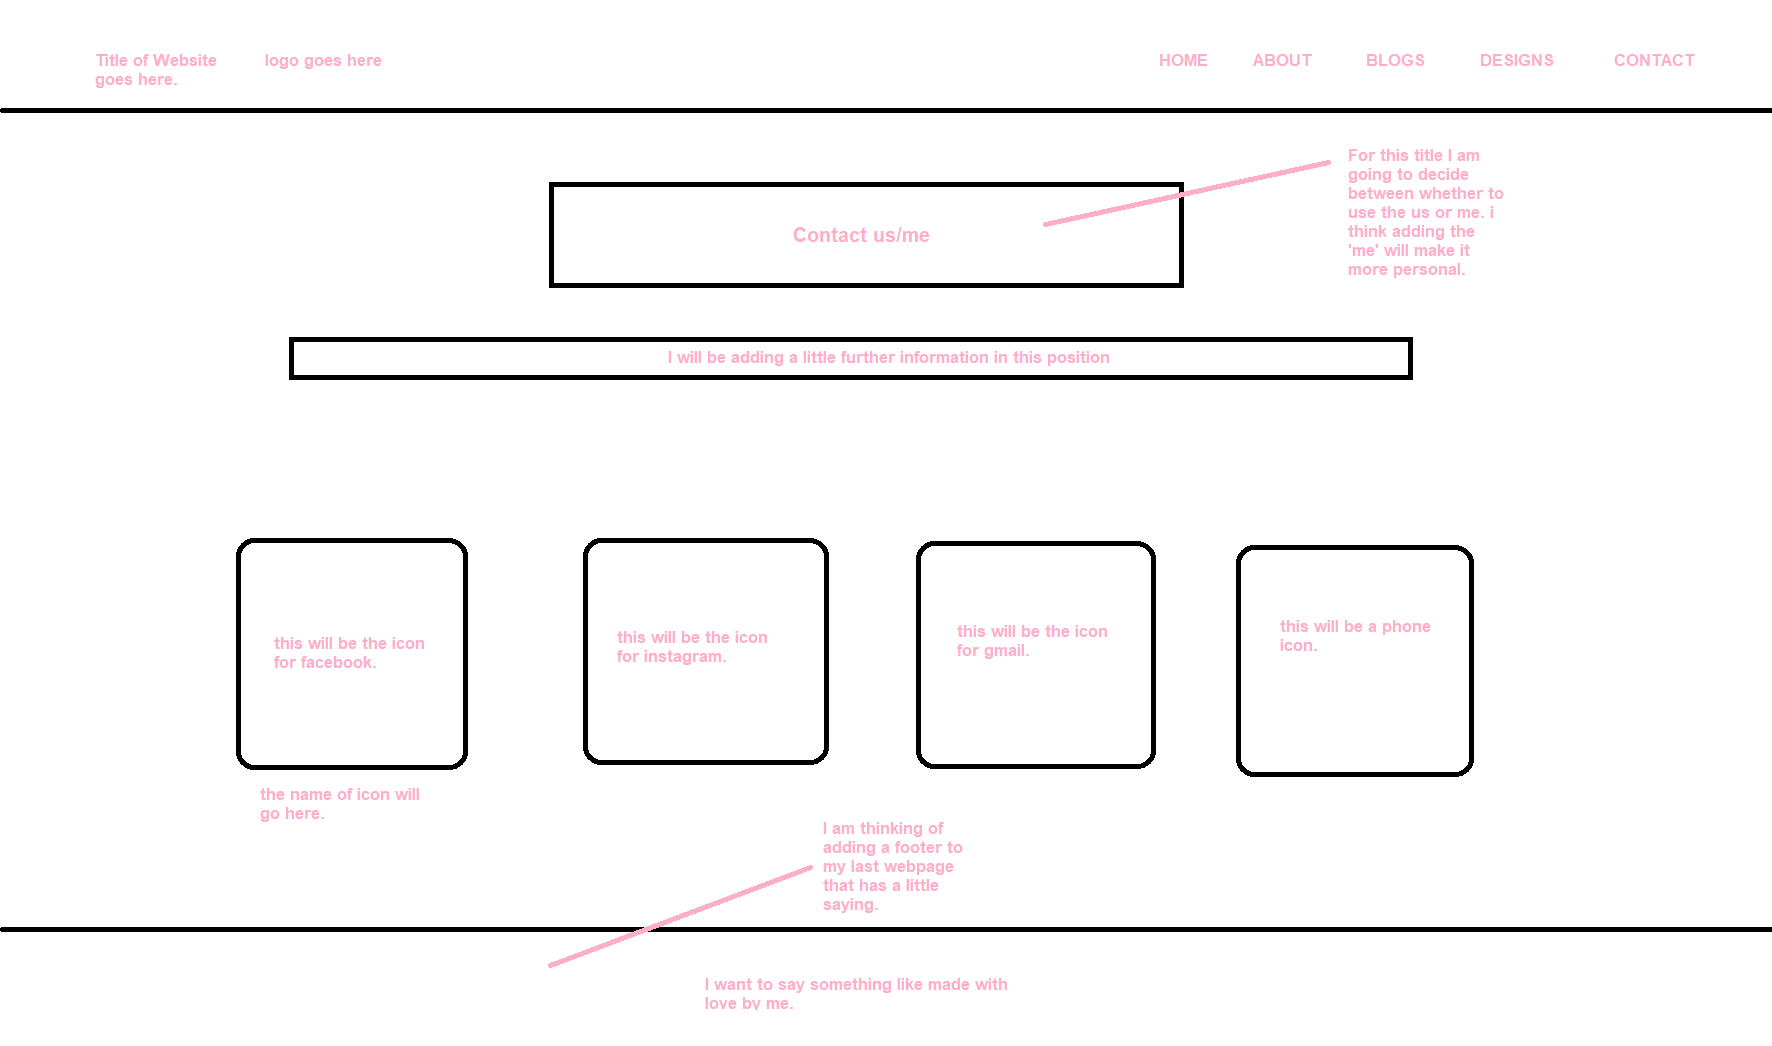 Title of Website
goes here.
logo goes here
HOME
ABOUT
BLOGS
DESIGNS
CONTACT
For this title I am
going to decide
between whether to
use the us or me. i
think adding the
'me' will make it
more personal.
Contact us/me
I will be adding a little further information in this position
this will be the icon
for facebook.
this will be the icon
for instagram.
this will be the icon
for gmail.
this will be a phone
icon.
the name of icon will
go here.
I am thinking of
adding a footer to
my last webpage
that has a little
saying.
I want to say something like made with
love by me.